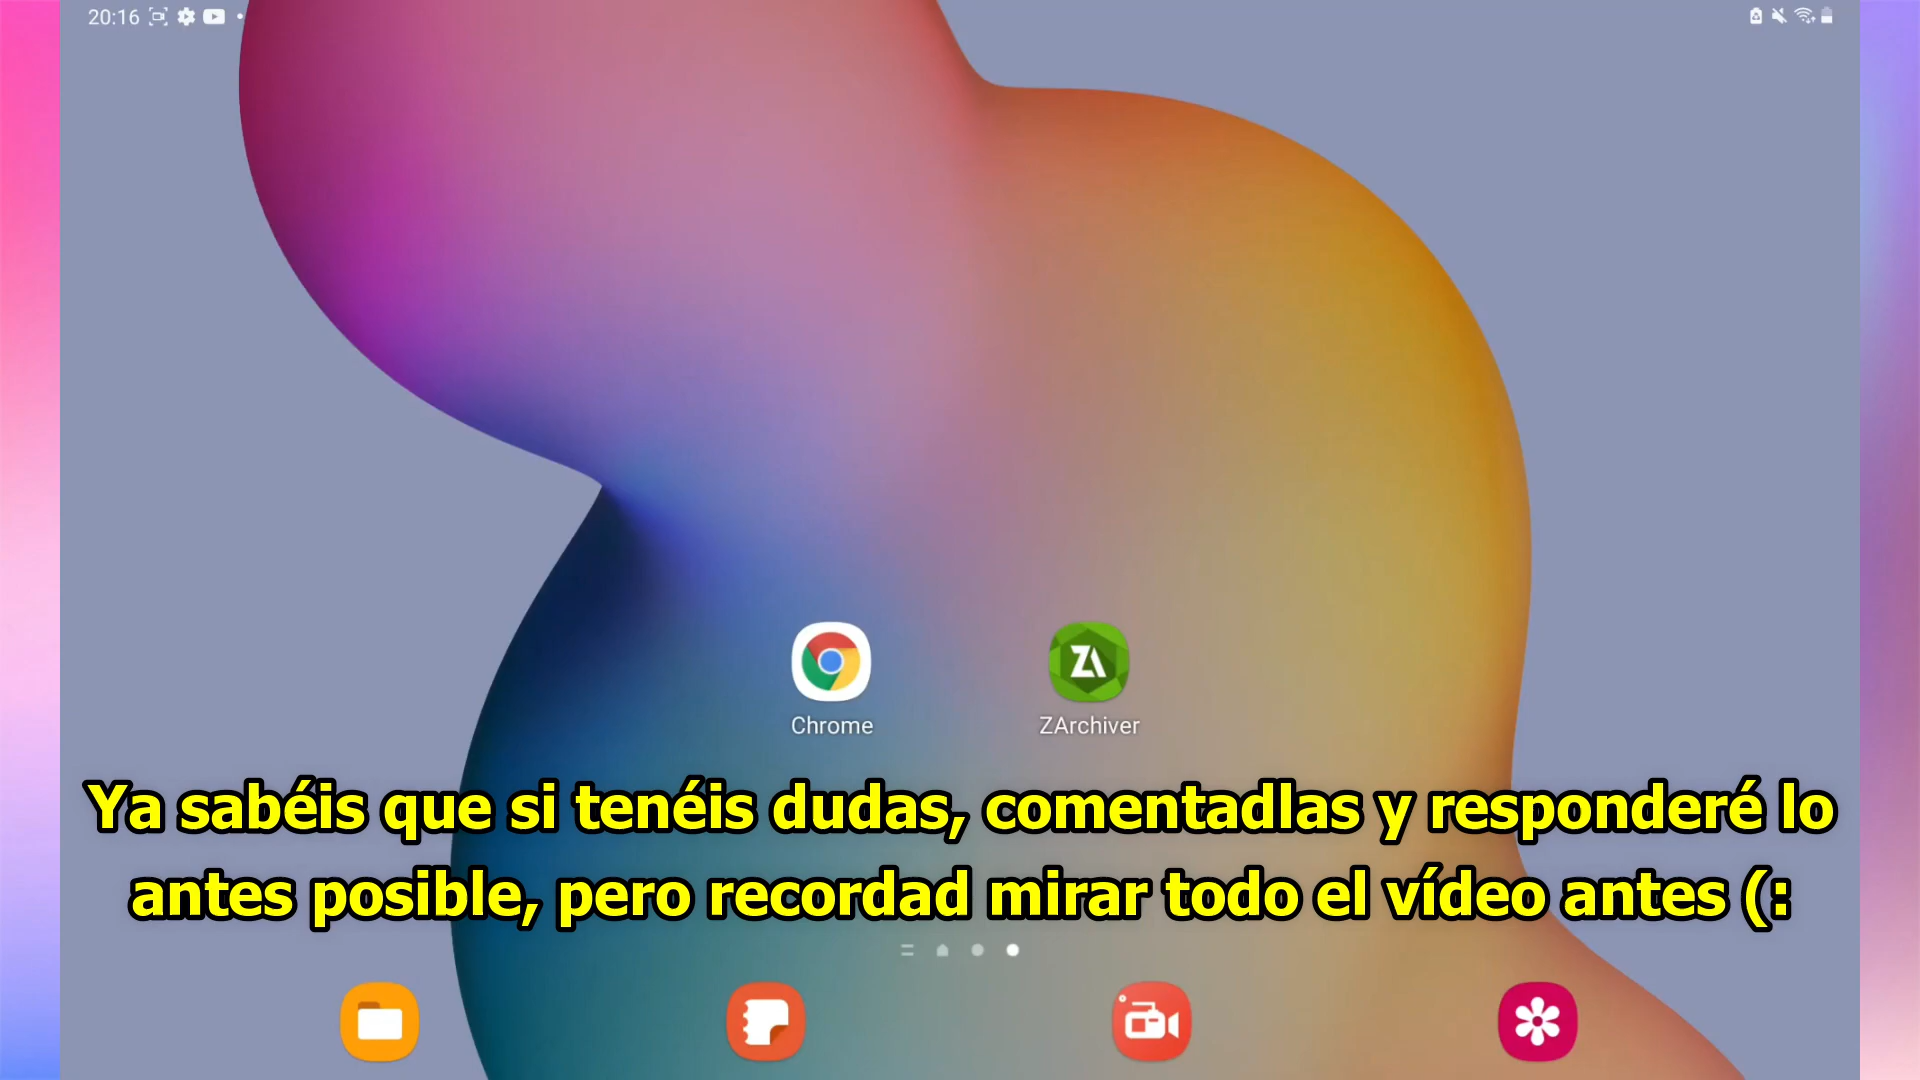 20:16
Chrome
ZArchiver
Ya sabéis que si tenéis dudas, comentadlas y responderé lo
antes posible, pero recordad mirar todo el vídeo antes (: